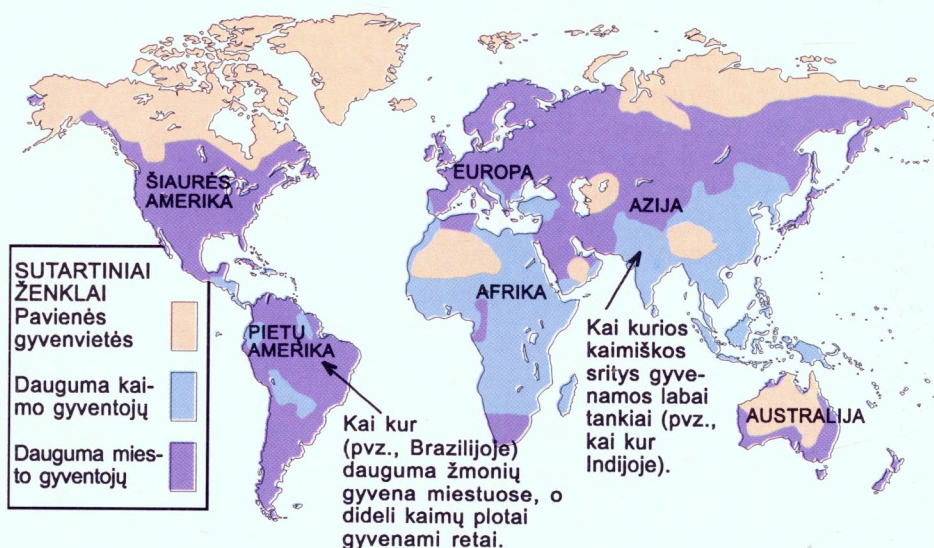 ŠIAURĖS
AMERIKA
EUROPA
AZIJA
AFRIKA
PIETŲ
AMERIKA
AUSTRALIJA
SUTARTINIAI
ŽENKLAI
Pavienės
gyvenvietės
Dauguma kai-
mo gyventojų
Dauguma mies-
to gyventojų
Kai kur
(pvz., Brazilijoje)
dauguma žmonių
gyvena miestuose, o
dideli kaimų plotai
gyvenami retai.
Kai kurios
kaimiškos
sritys gyve-
namos labai
tankiai (pvz.,
kai kur
Indijoje).